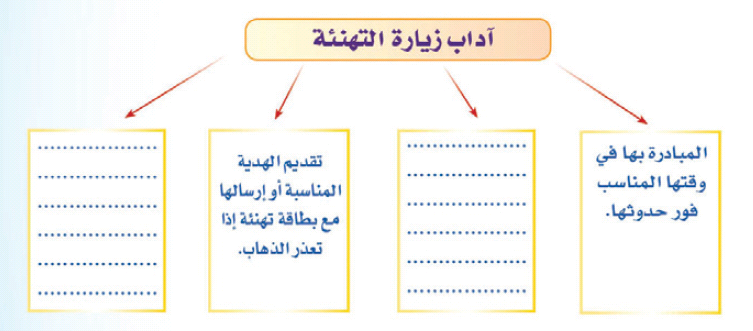 آداب زيارة التهنئة
المبادرة بها في
وقتها المناسب
فور حدوثها.
....................
....................
....................
....................
....................
....................
تقديم الهدية
المناسبة أو إرسالها
مع بطاقة تهنئة إذا
تعذر الذهاب.
....................
....................
....................
....................
....................
....................